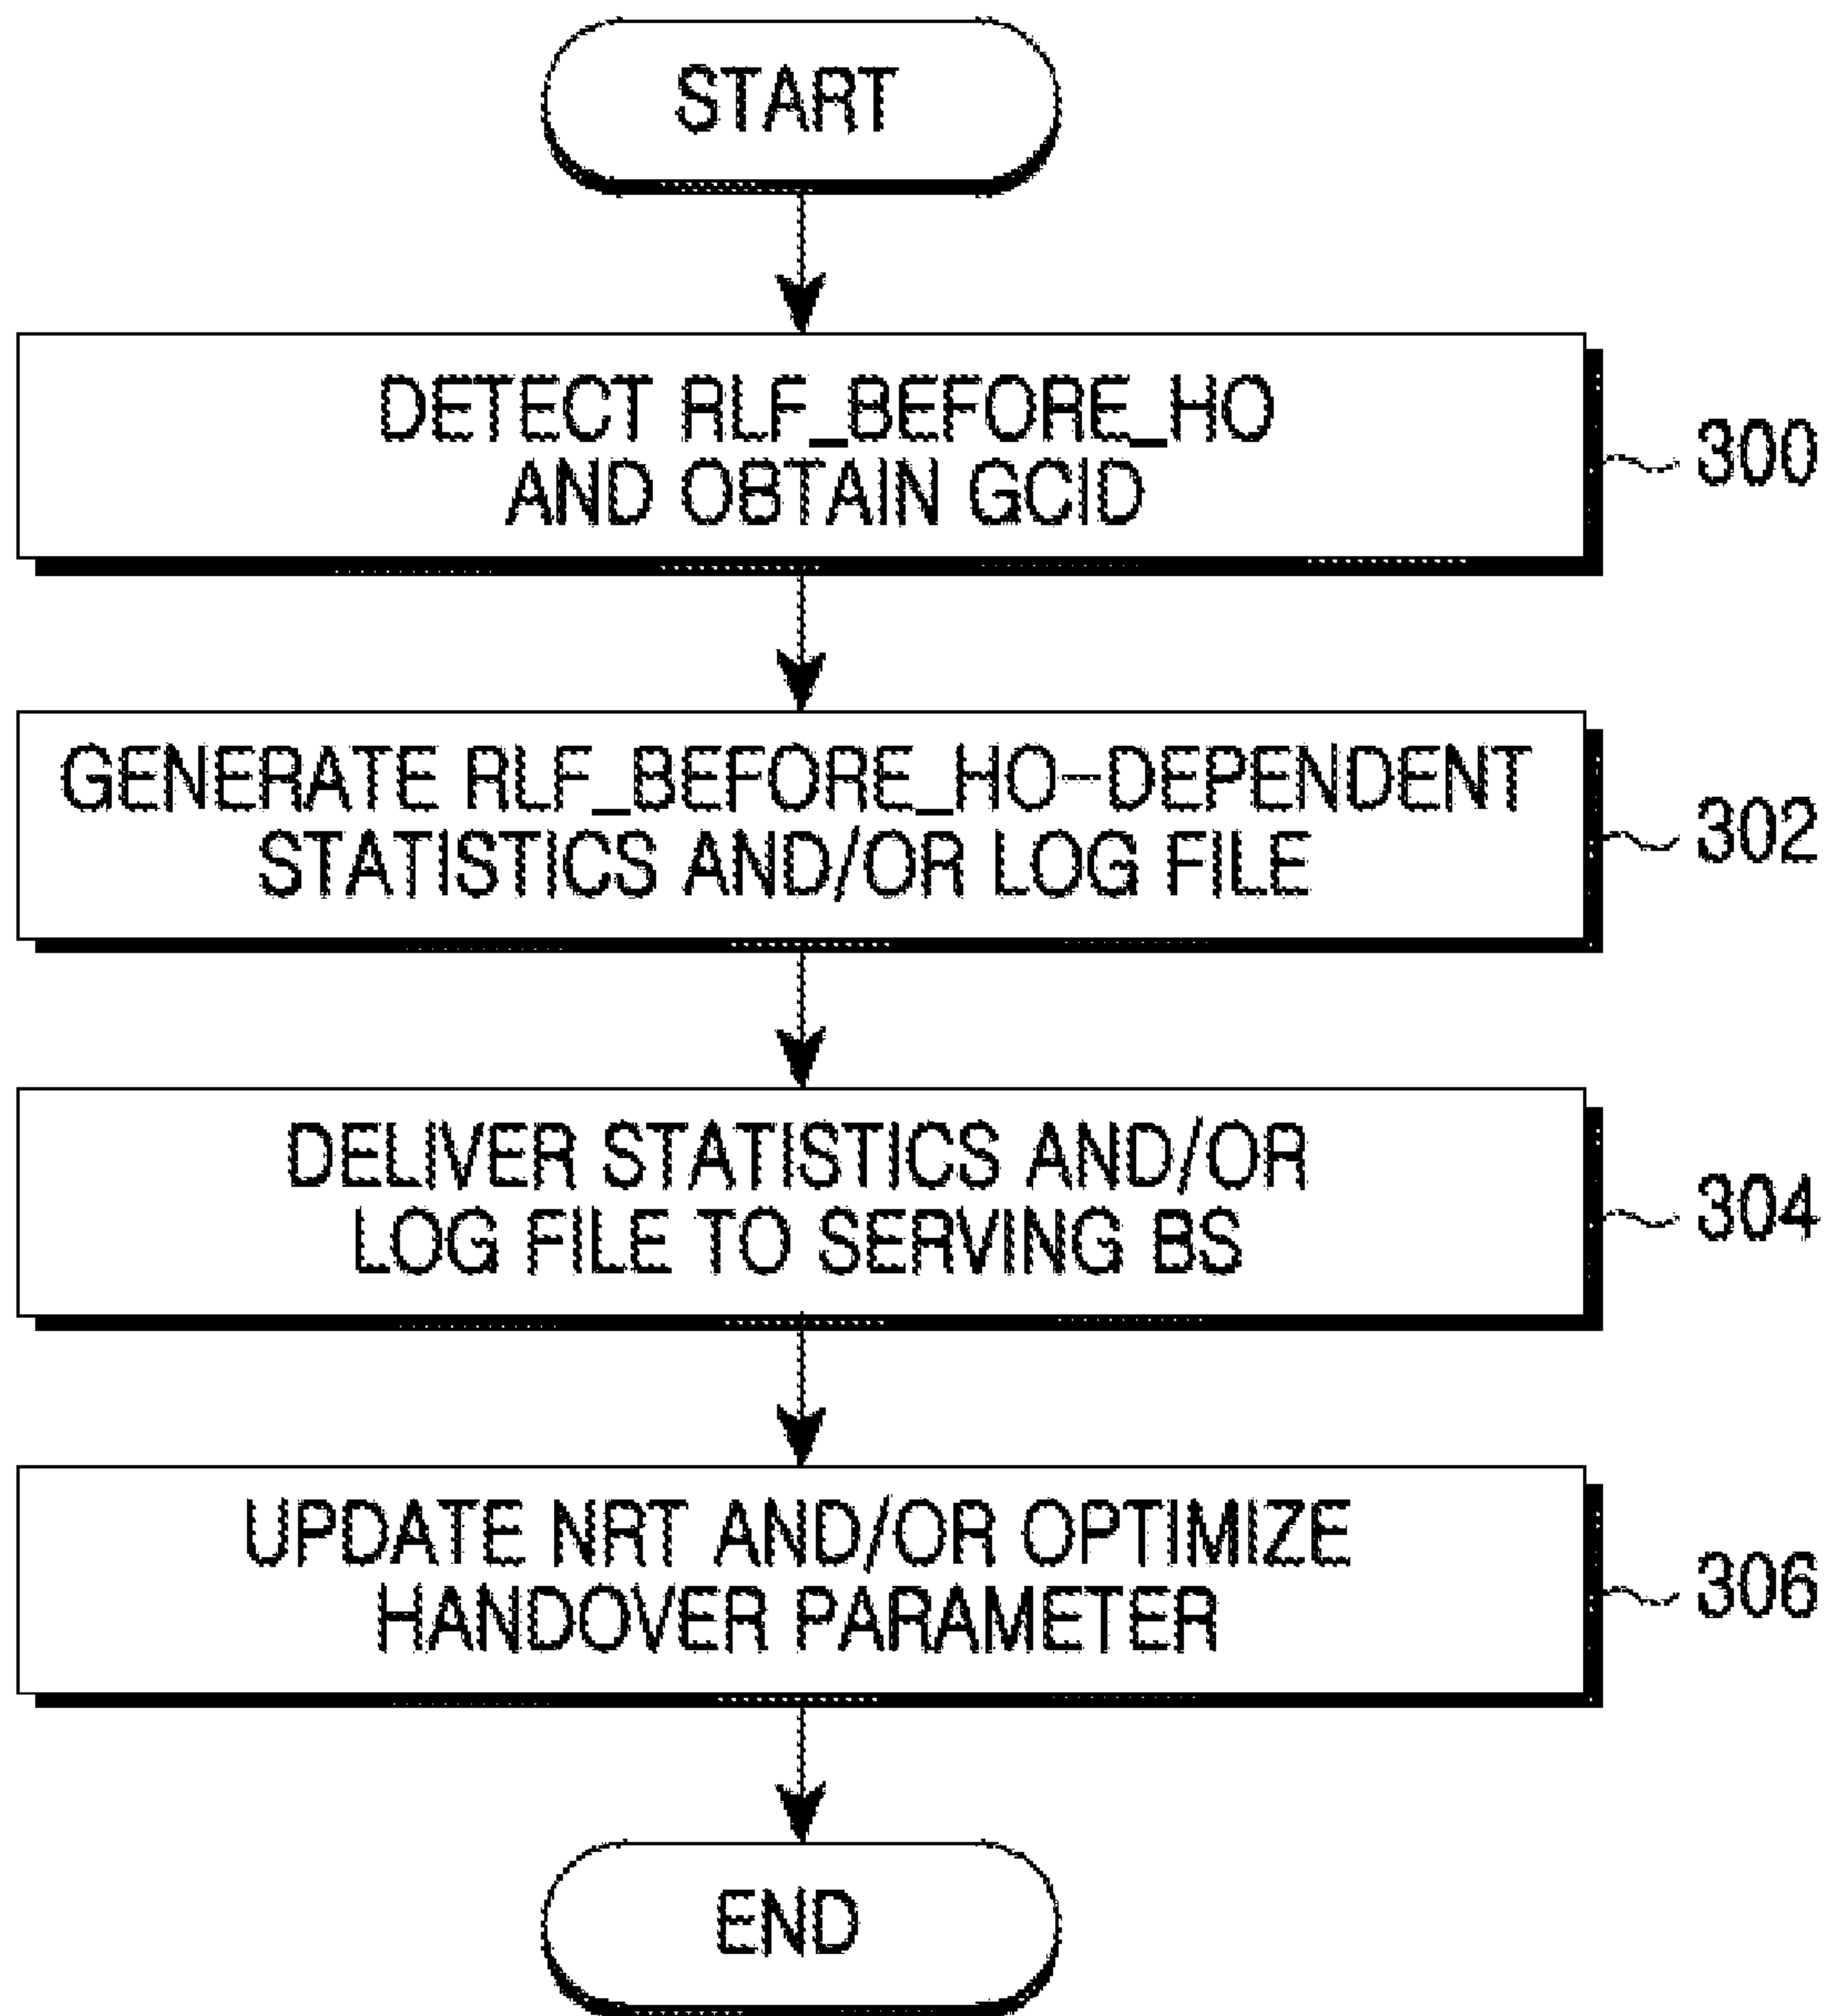 START
DETECT RLF_BEFORE_HO
AND OBTAIN GCID
300
GENERATE RLF_BEFORE_HO-DEPENDENT
STATISTICS AND/OR LOG FILE
302
DELIVER STATISTICS AND/OR
LOG FILE TO SERVING BS
304
UPDATE NRT AND/OR OPTIMIZE
HANDOVER PARAMETER
306
END